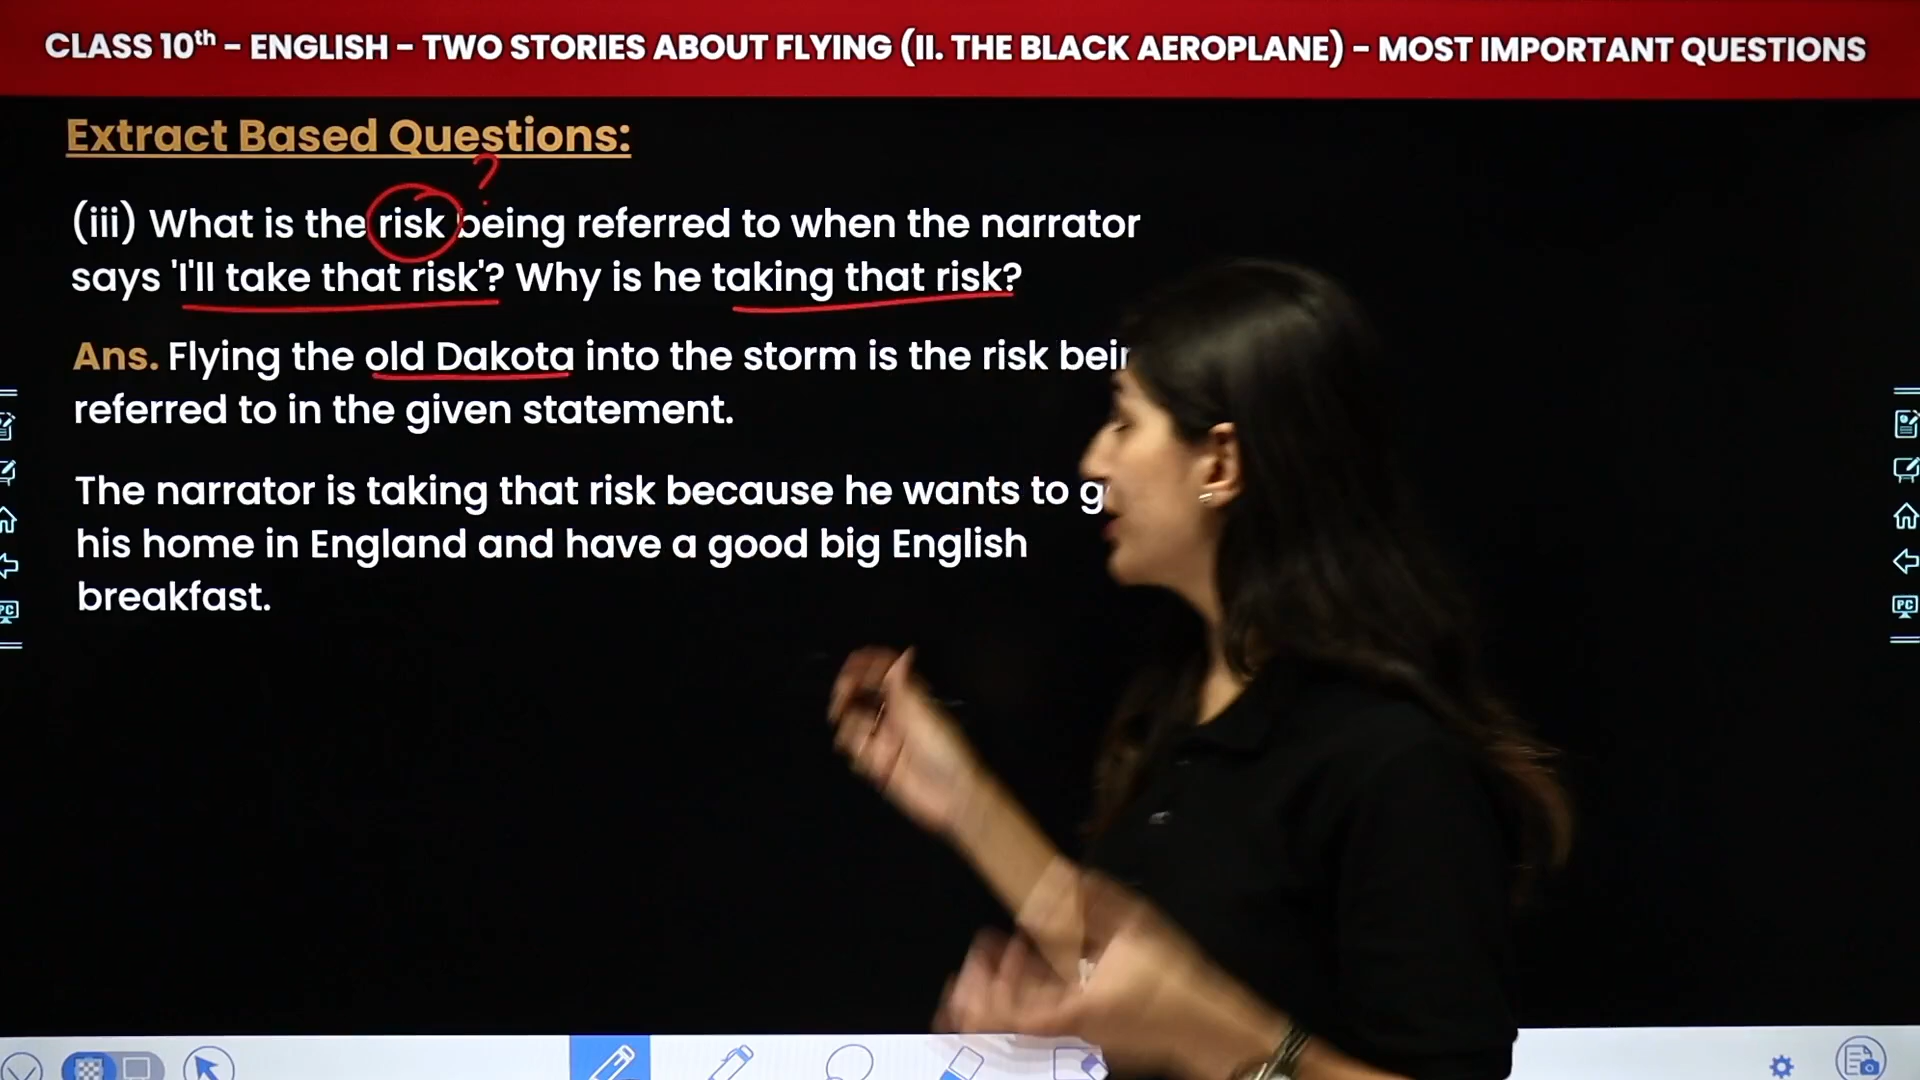 CLASS 10th - ENGLISH - TWO STORIES ABOUT FLYING (II. THE BLACK AEROPLANE) - MOST IMPORTANT QUESTIONS
Extract Based Questions:
?
(iii) What is the risk being referred to when the narrator
says 'I'll take that risk'? Why is he taking that risk?
Ans. Flying the old Dakota into the storm is the risk
referred to in the given statement.
The narrator is taking that risk because he wants to
his home in England and have a good big English
breakfast.
PC
PC